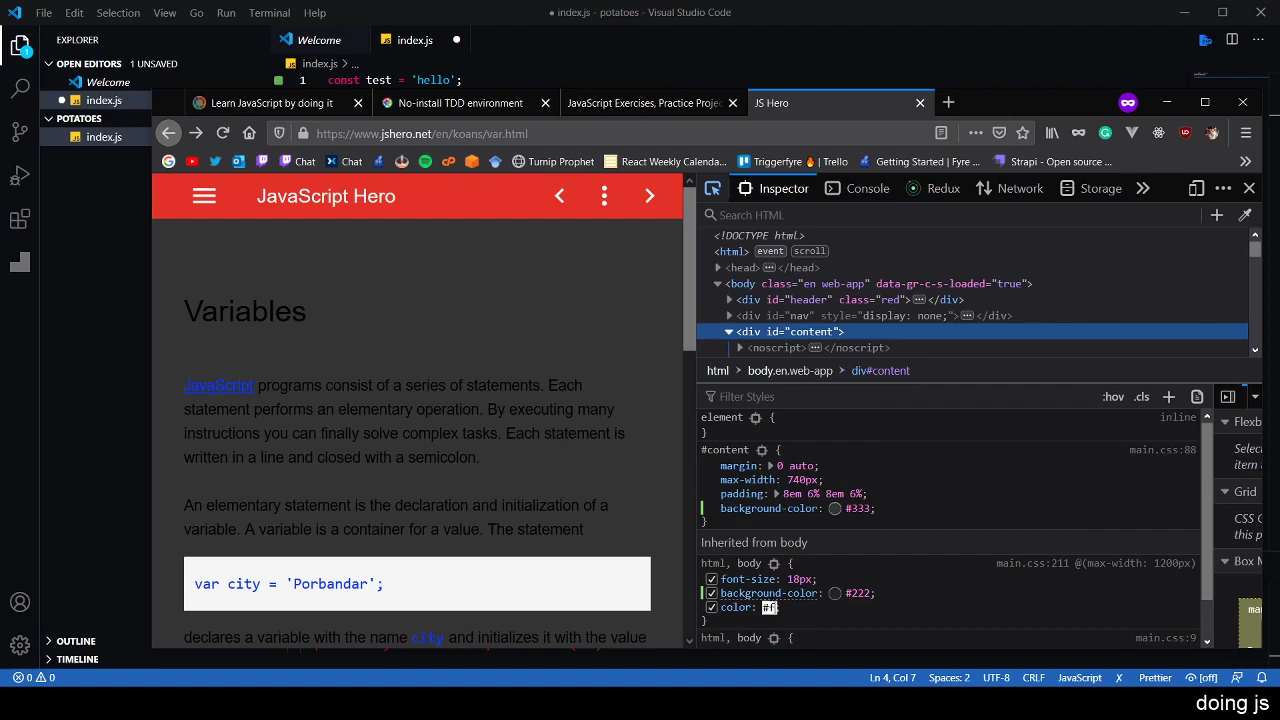 File Edit Selection View Go Run Terminal Help ● index.js - potatoes - Visual Studio Code
EXPLORER
OPEN EDITORS 1 UNSAVED
Welcome
index.js
POTATOES
index.js
OUTLINE
TIMELINE
Welcome index.js
index.js > ...
1 const test = 'hello';
Learn JavaScript by doing it No-install TDD environment JavaScript Exercises, Practice Projec JS Hero
https://www.jshero.net/en/koans/var.html
Chat Chat Turnip Prophet React Weekly Calenda... Triggerfyre | Trello Getting Started | Fyre ... Strapi - Open source ...
JavaScript Hero
Variables
JavaScript programs consist of a series of statements. Each
statement performs an elementary operation. By executing many
instructions you can finally solve complex tasks. Each statement is
written in a line and closed with a semicolon.
An elementary statement is the declaration and initialization of a
variable. A variable is a container for a value. The statement
var city = 'Porbandar';
declares a variable with the name city and initializes it with the value
Inspector Console Redux Network Storage
Search HTML
<!DOCTYPE html>
<html> event scroll
<head> ... </head>
<body class="en web-app" data-gr-c-s-loaded="true">
<div id="header" class="red"> ... </div>
<div id="nav" style="display: none;"> ... </div>
<div id="content">
<noscript> ... </noscript>
html body.en.web-app div#content
Filter Styles :hov .cls
element { inline
}
#content { main.css:88
margin: 0 auto;
max-width: 740px;
padding: 8em 6% 8em 6%;
background-color: #333;
}
Inherited from body
html, body { main.css:211 @(max-width: 1200px)
font-size: 18px;
background-color: #222;
color: #f;
}
html, body { main.css:9
Flexb
Selec
item
Grid
CSS G
this p
Box M
0 0 Ln 4, Col 7 Spaces: 2 UTF-8 CRLF JavaScript Prettier [off]
doing js